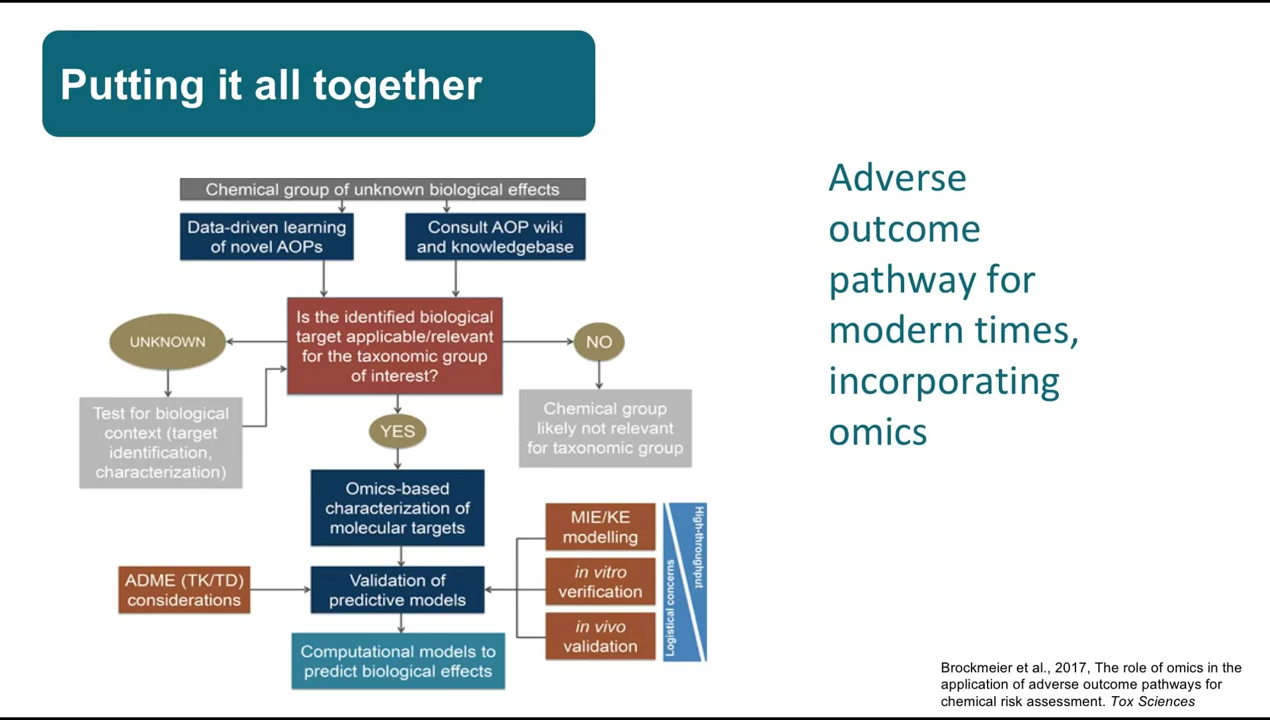 Putting it all together
Chemical group of unknown biological effects
Data-driven learning
of novel AOPs
Consult AOP wiki
and knowledgebase
Is the identified biological
target applicable/relevant
for the taxonomic group
of interest?
UNKNOWN
NO
Test for biological
context (target
identification,
characterization)
YES
Chemical group
likely not relevant
for taxonomic group
Omics-based
characterization of
molecular targets
ADME (TK/TD)
considerations
Validation of
predictive models
MIE/KE
modelling
in vitro
verification
in vivo
validation
High-throughput
Logistical concerns
Computational models to
predict biological effects
Adverse
outcome
pathway for
modern times,
incorporating
omics
Brockmeier et al., 2017, The role of omics in the
application of adverse outcome pathways for
chemical risk assessment. Tox Sciences